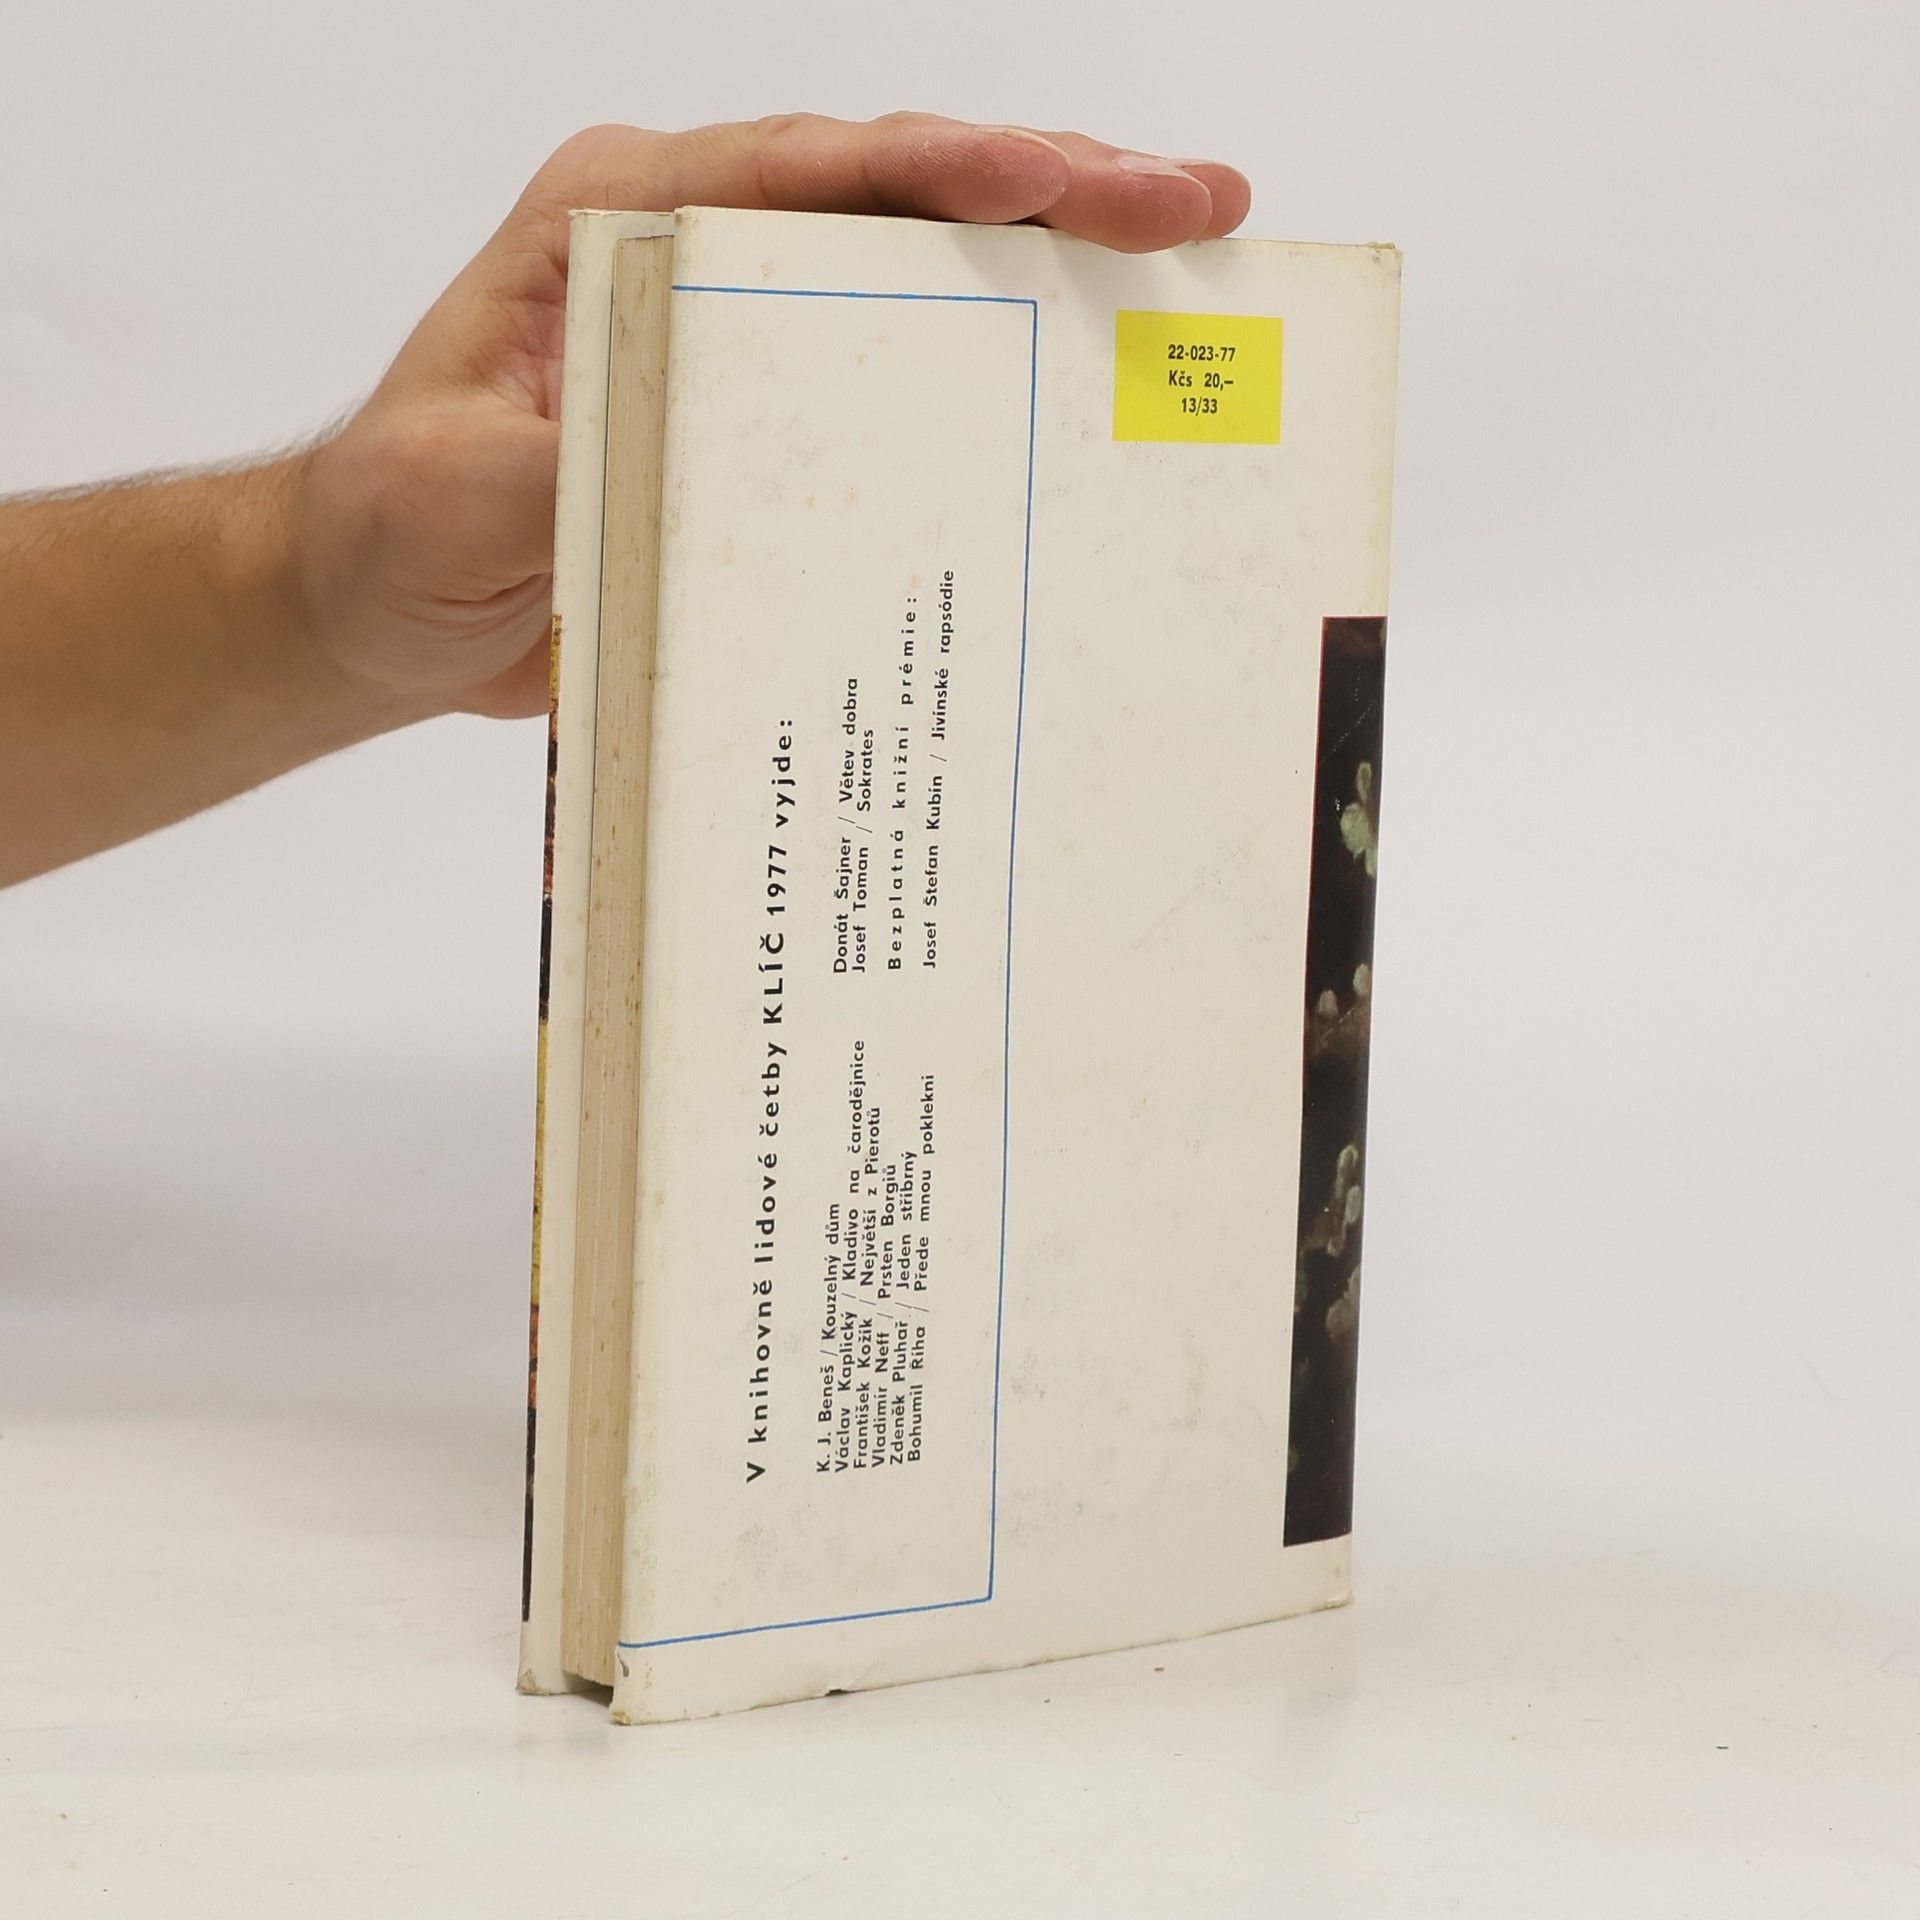 22-023-77
Kčs 20,–
13/33
V knihovně lidové četby KLÍČ 1977 vyjde:
K. J. Beneš / Kouzelný dům
Václav Kaplický / Kladivo na čarodějnice
František Kožík / Největší z Pierotů
Vladimír Neff / Prsten Borgiů
Zdeněk Pluhař / Jeden stříbrný
Bohumil Říha / Přede mnou poklekni
Donát Šajner / Větev dobra
Josef Toman / Sokrates
Bezplatná knižní prémie:
Josef Štefan Kubín / Jivínské rapsódie